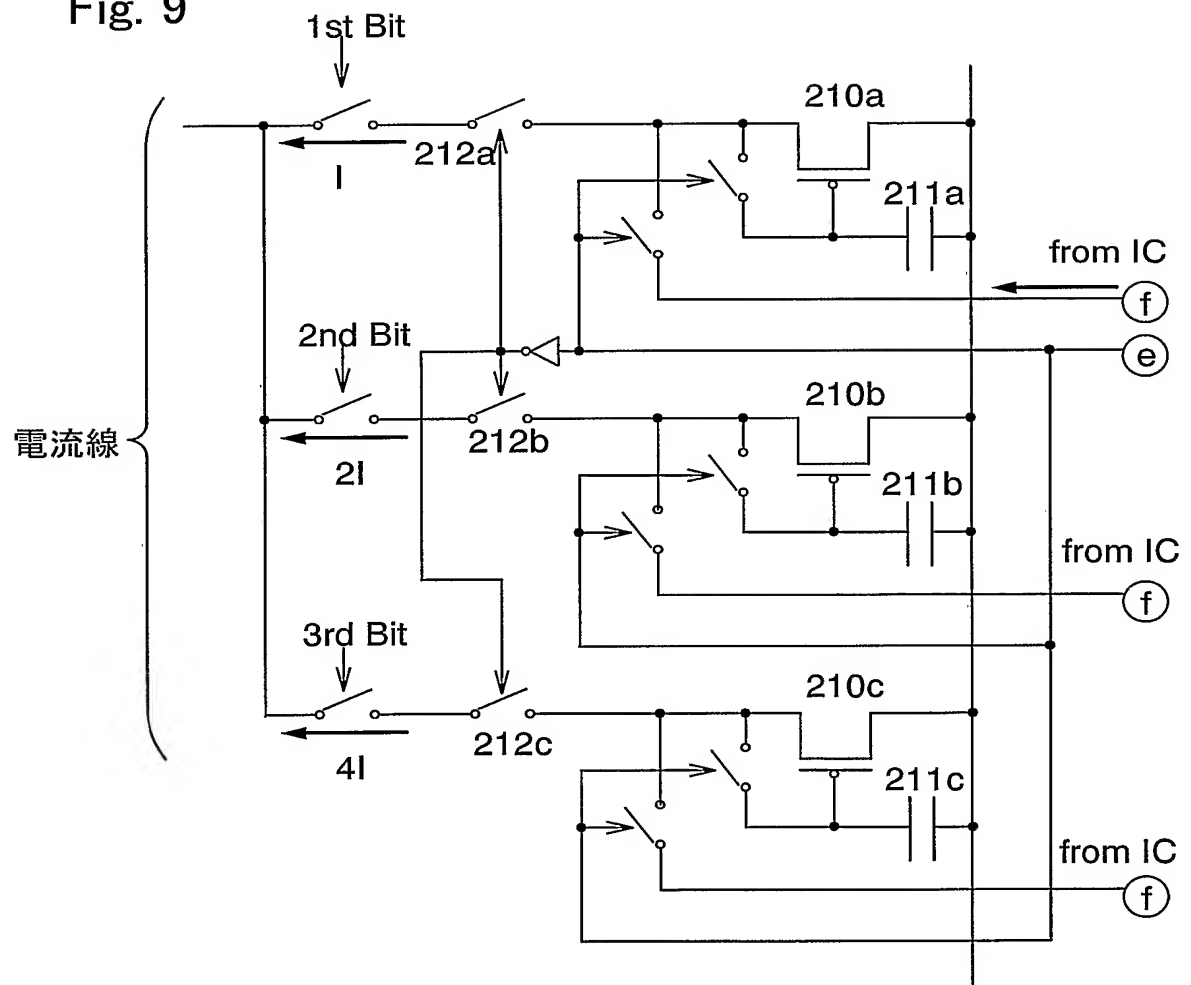 Fig. 9
1st Bit
210a
212a
I
211a
from IC
f
2nd Bit
e
210b
電流線
212b
2I
211b
from IC
f
3rd Bit
210c
212c
4I
211c
from IC
f